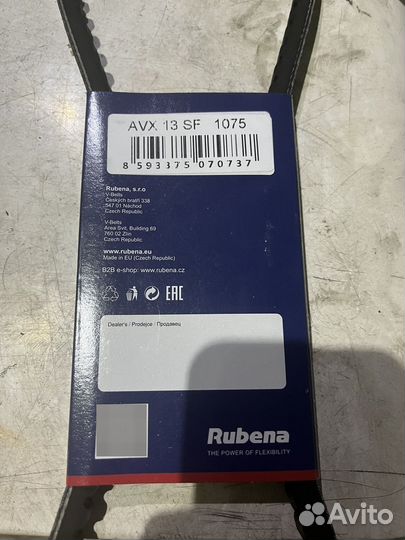 AVX 13 SF 1075
8 593375 070737
Rubena, s.r.o
V-Belts
Českých bratří 338
547 01 Náchod
Czech Republic
V-Belts
Area Svit, Building 69
760 02 Zlín
Czech Republic
www.rubena.eu
Made in EU (Czech Republic)
B2B e-shop: www.rubena.cz
EAC
Dealer's / Prodejce / Продавец
Rubena
THE POWER OF FLEXIBILITY
Avito